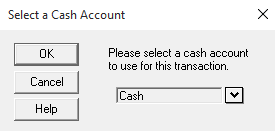 Select a Cash Account
OK
Please select a cash account
to use for this transaction.
Cancel
Cash
Help